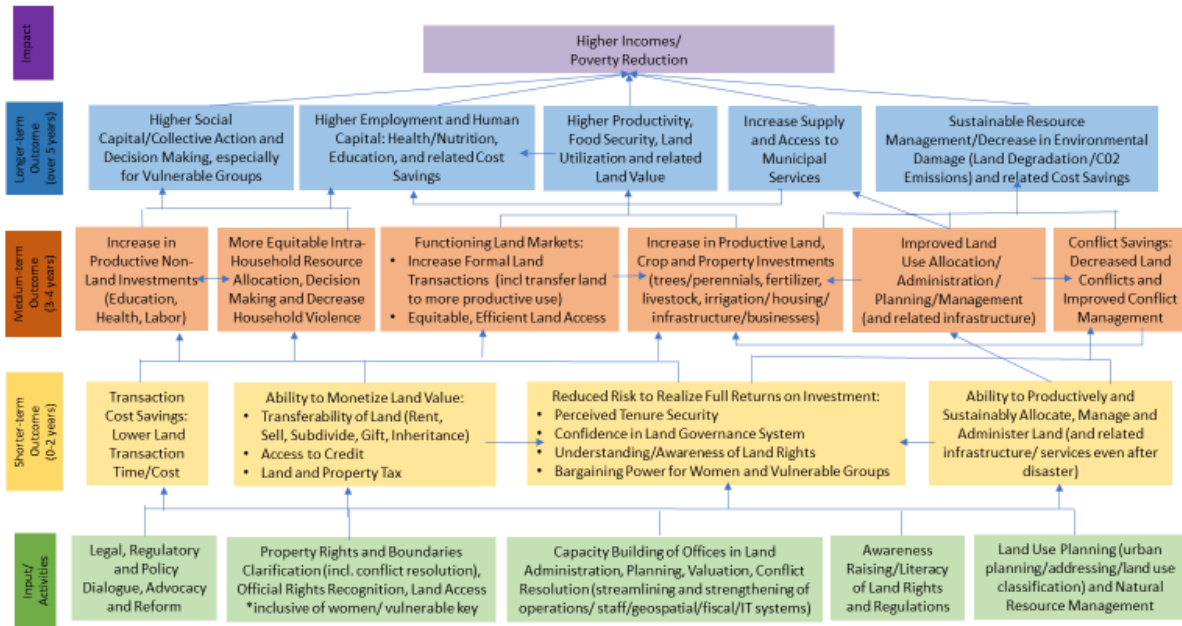 Impact
Higher Incomes/
Poverty Reduction
Longer-term
Outcome
(over 5 years)
Higher Social
Capital/Collective Action and
Decision Making, especially
for Vulnerable Groups
Higher Employment and Human
Capital: Health/Nutrition,
Education, and related Cost
Savings
Higher Productivity,
Food Security, Land
Utilization and related
Land Value
Increase Supply
and Access to
Municipal
Services
Sustainable Resource
Management/Decrease in Environmental
Damage (Land Degradation /C02
Emissions) and related Cost Savings
Medium-term
Outcome
(3-4 years)
Increase in
Productive Non-
Land Investments
(Education,
Health, Labor)
More Equitable Intra-
Household Resource
Allocation, Decision
Making and Decrease
Household Violence
Functioning Land Markets:
• Increase Formal Land
Transactions (incl transfer land
to more productive use)
• Equitable, Efficient Land Access
Increase in Productive Land,
Crop and Property Investments
(trees/perennials, fertilizer,
livestock, irrigation/ housing/
infrastructure/businesses)
Improved Land
Use Allocation/
Administration/
Planning/Management
(and related infrastructure)
Conflict Savings:
Decreased Land
Conflicts and
Improved Conflict
Management
Shorter-term
Outcome
(0-2 years)
Transaction
Cost Savings:
Lower Land
Transaction
Time/Cost
Ability to Monetize Land Value:
• Transferability of Land (Rent,
Sell, Subdivide, Gift, Inheritance)
• Access to Credit
• Land and Property Tax
Reduced Risk to Realize Full Returns on Investment:
• Perceived Tenure Security
• Confidence in Land Governance System
• Understanding/Awareness of Land Rights
• Bargaining Power for Women and Vulnerable Groups
Ability to Productively and
Sustainably Allocate, Manage and
Administer Land (and related
infrastructure/ services even after
disaster)
Input/
Activities
Legal, Regulatory
and Policy
Dialogue, Advocacy
and Reform
Property Rights and Boundaries
Clarification (incl. conflict resolution),
Official Rights Recognition, Land Access
*inclusive of women/ vulnerable key
Capacity Building of Offices in Land
Administration, Planning, Valuation, Conflict
Resolution (streamlining and strengthening of
operations/ staff/geospatial/fiscal/IT systems)
Awareness
Raising/Literacy
of Land Rights
and Regulations
Land Use Planning (urban
planning/addressing/land use
classification) and Natural
Resource Management